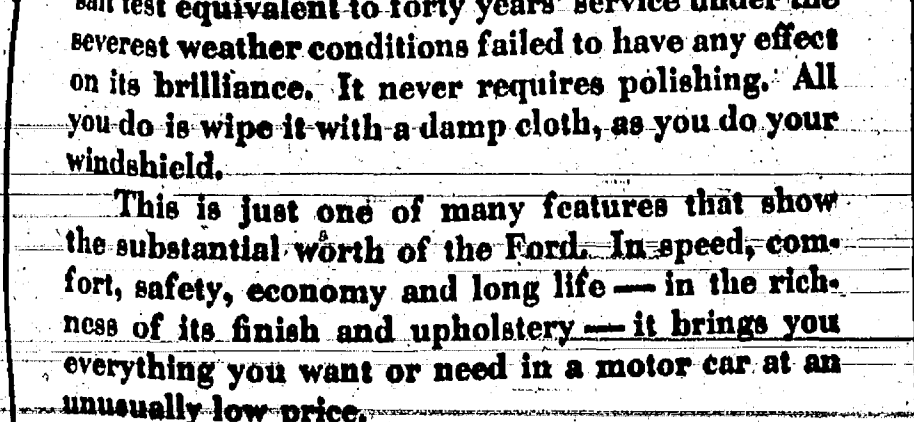 salt test equivalent to forty years' service under the
severest weather conditions failed to have any effect
on its brilliance. It never requires polishing. All
you do is wipe it with a damp cloth, as you do your
windshield.
This is just one of many features that show
the substantial worth of the Ford. In speed, com-
fort, safety, economy and long life — in the rich-
ness of its finish and upholstery — it brings you
everything you want or need in a motor car at an
unusually low price.